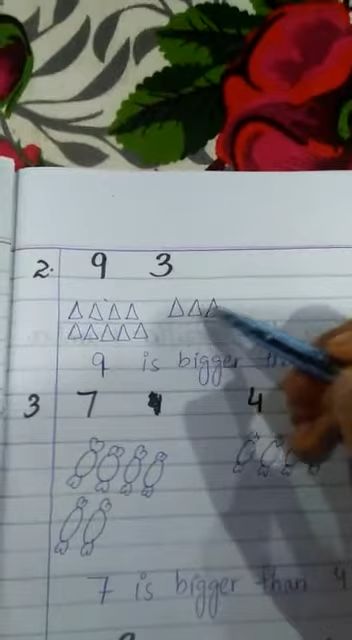 2. 9 3
9 is bigger
3 7 4
7 is bigger than 4